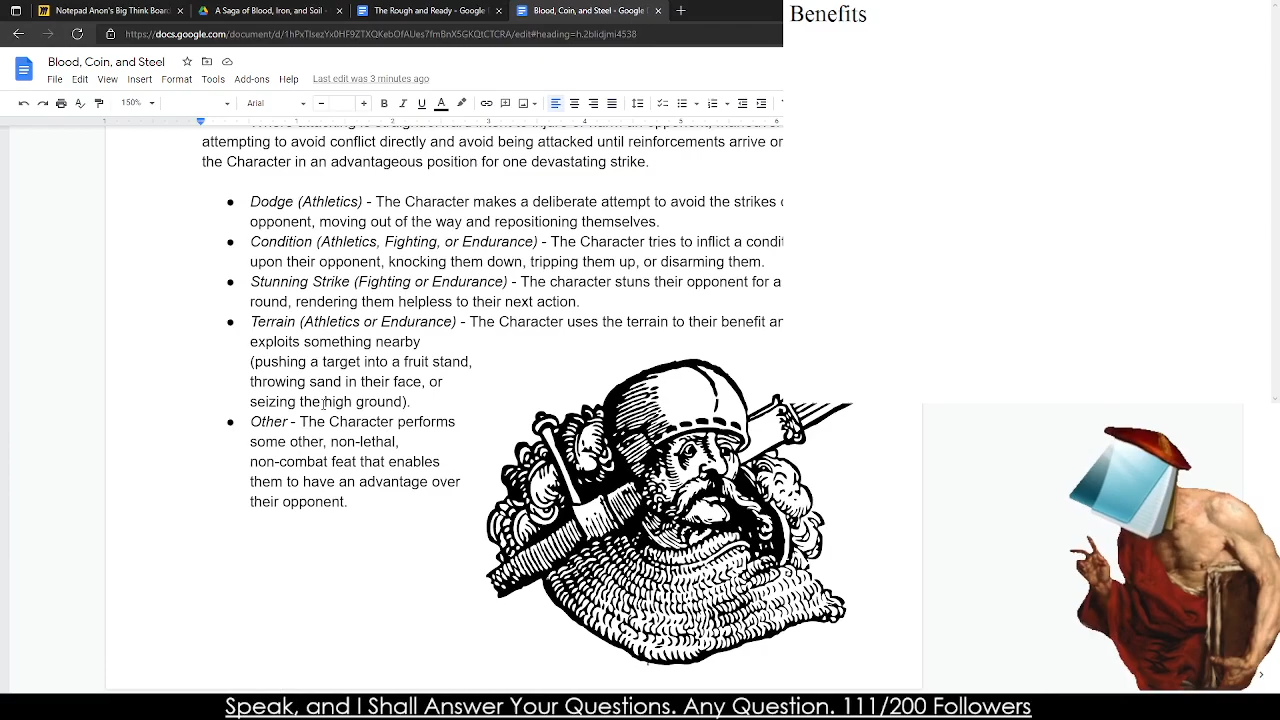 Notepad Anon's Big Think Board
A Saga of Blood, Iron, and Soil -
The Rough and Ready - Google
Blood, Coin, and Steel - Google
https://docs.google.com/document/d/
Benefits
Blood, Coin, and Steel
File Edit View Insert Format Tools Add-ons Help Last edit was 3 minutes ago
150% Arial
attempting to avoid conflict directly and avoid being attacked until reinforcements arrive or
the Character in an advantageous position for one devastating strike.
● Dodge (Athletics) - The Character makes a deliberate attempt to avoid the strikes
opponent, moving out of the way and repositioning themselves.
● Condition (Athletics, Fighting, or Endurance) - The Character tries to inflict a condit
upon their opponent, knocking them down, tripping them up, or disarming them.
● Stunning Strike (Fighting or Endurance) - The character stuns their opponent for a
round, rendering them helpless to their next action.
● Terrain (Athletics or Endurance) - The Character uses the terrain to their benefit an
exploits something nearby
(pushing a target into a fruit stand,
throwing sand in their face, or
seizing the high ground).
● Other - The Character performs
some other, non-lethal,
non-combat feat that enables
them to have an advantage over
their opponent.
Speak, and I Shall Answer Your Questions. Any Question. 111/200 Followers